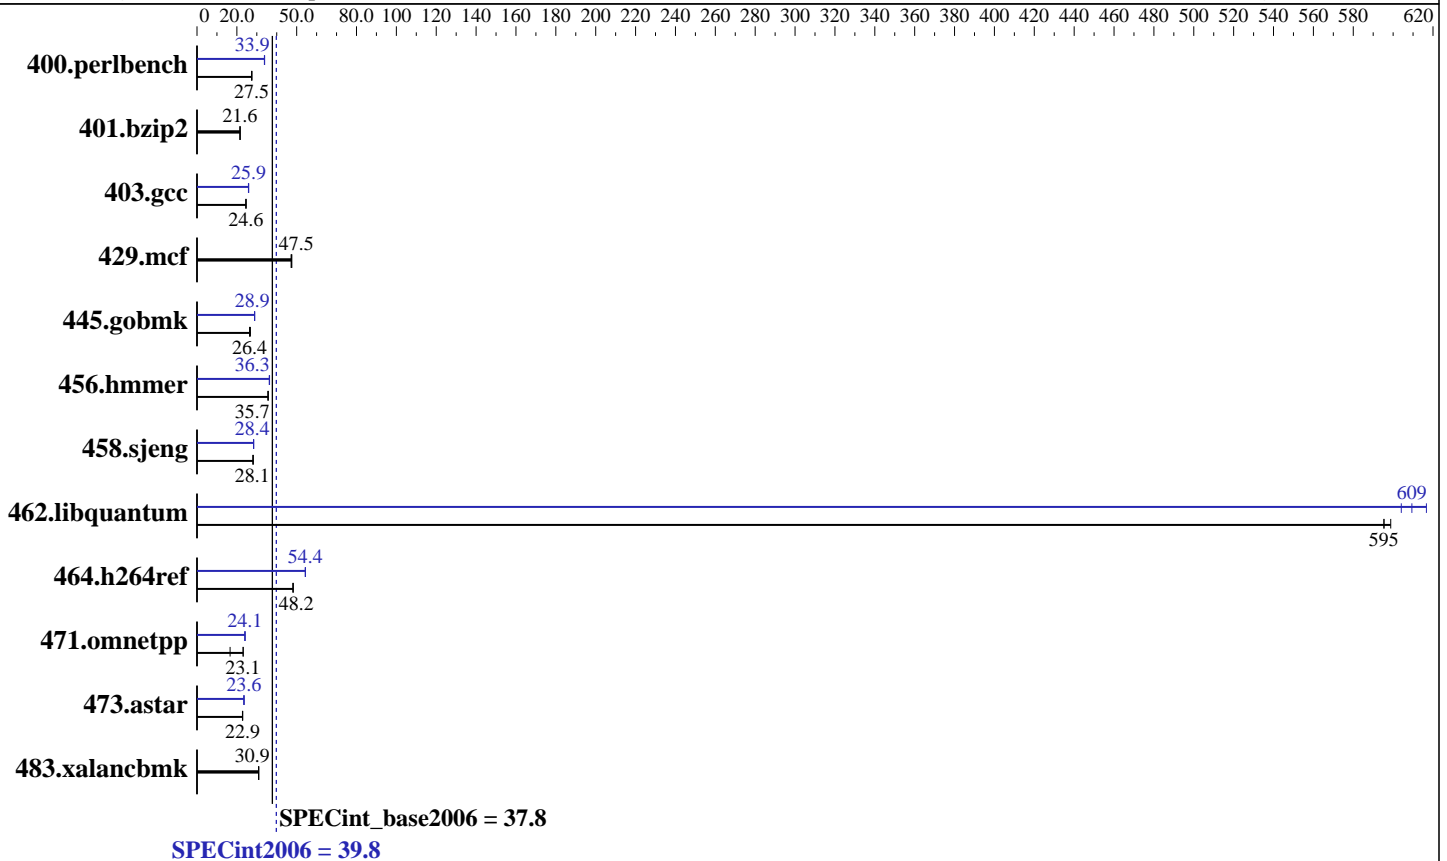 0 20.0 50.0 80.0 100 120 140 160 180 200 220 240 260 280 300 320 340 360 380 400 420 440 460 480 500 520 540 560 580 620
33.9
400.perlbench
27.5
21.6
401.bzip2
25.9
403.gcc
24.6
47.5
429.mcf
28.9
445.gobmk
26.4
36.3
456.hmmer
35.7
28.4
458.sjeng
28.1
609
462.libquantum
595
54.4
464.h264ref
48.2
24.1
471.omnetpp
23.1
23.6
473.astar
22.9
30.9
483.xalancbmk
SPECint_base2006 = 37.8
SPECint2006 = 39.8